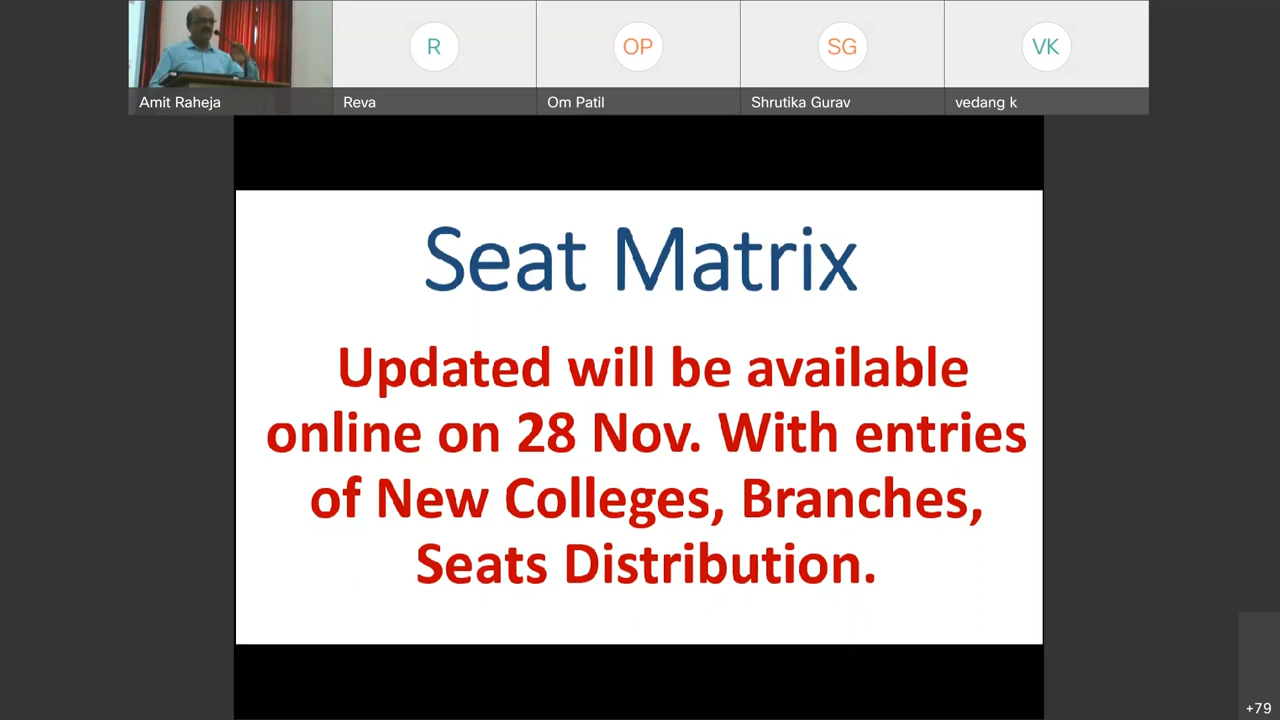 R
OP
SG
VK
Amit Raheja
Reva
Om Patil
Shrutika Gurav
vedang k
Seat Matrix
Updated will be available
online on 28 Nov. With entries
of New Colleges, Branches,
Seats Distribution.
+79